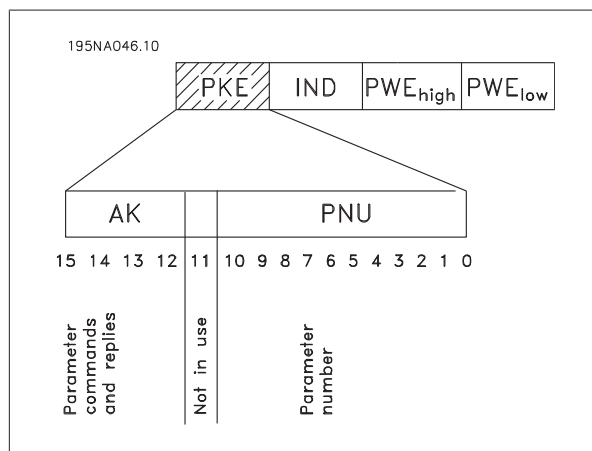 195NA046.10
PKE IND PWEhigh PWElow
AK PNU
15 14 13 12 11 10 9 8 7 6 5 4 3 2 1 0
Parameter
commands
and replies
Not in use
Parameter
number